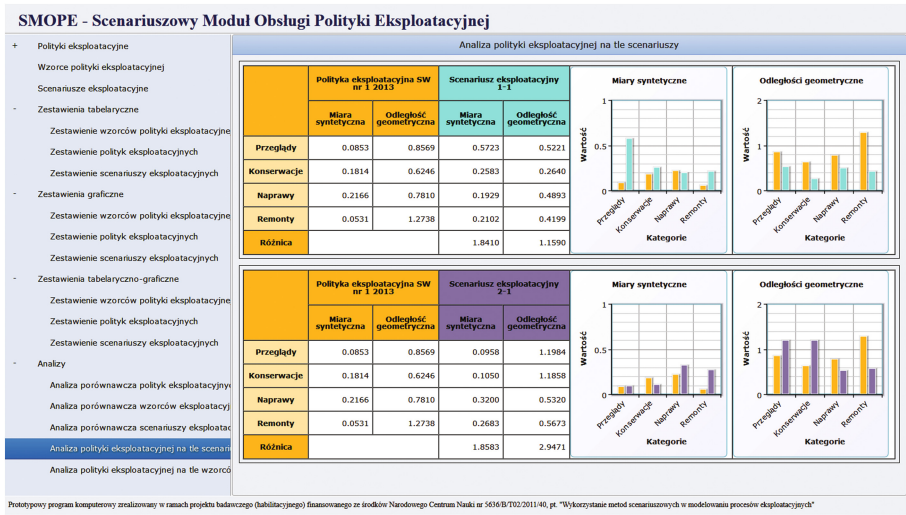 SMOPE - Scenariuszowy Moduł Obsługi Polityki Eksploatacyjnej
+ Polityki eksploatacyjne
Wzorce polityki eksploatacyjnej
Scenariusze eksploatacyjne
- Zestawienia tabelaryczne
Zestawienie wzorców polityki eksploatacyjne
Zestawienie polityk eksploatacyjnych
Zestawienie scenariuszy eksploatacyjnych
- Zestawienia graficzne
Zestawienie wzorców polityki eksploatacyjne
Zestawienie polityk eksploatacyjnych
Zestawienie scenariuszy eksploatacyjnych
- Zestawienia tabelaryczno-graficzne
Zestawienie wzorców polityki eksploatacyjne
Zestawienie polityk eksploatacyjnych
Zestawienie scenariuszy eksploatacyjnych
- Analizy
Analiza porównawcza polityk eksploatacyjny
Analiza porównawcza wzorców eksploatacyj
Analiza porównawcza scenariuszy eksploatac
Analiza polityki eksploatacyjnej na tle scenari
Analiza polityki eksploatacyjnej na tle wzorcó
Analiza polityki eksploatacyjnej na tle scenariuszy
Polityka eksploatacyjna SW nr 1 2013 Scenariusz eksploatacyjny 1-1
Miara syntetyczna Odległość geometryczna Miara syntetyczna Odległość geometryczna
Przeglądy 0.0853 0.8569 0.5723 0.5221
Konserwacje 0.1814 0.6246 0.2583 0.2640
Naprawy 0.2166 0.7810 0.1929 0.4893
Remonty 0.0531 1.2738 0.2102 0.4199
Różnica 1.8410 1.1590
Miary syntetyczne
Wartość
1
0.5
0
Przeglądy Konserwacje Naprawy Remonty
Kategorie
Odległości geometryczne
Wartość
2
1
0
Przeglądy Konserwacje Naprawy Remonty
Kategorie
Polityka eksploatacyjna SW nr 1 2013 Scenariusz eksploatacyjny 2-1
Miara syntetyczna Odległość geometryczna Miara syntetyczna Odległość geometryczna
Przeglądy 0.0853 0.8569 0.0958 1.1984
Konserwacje 0.1814 0.6246 0.1050 1.1858
Naprawy 0.2166 0.7810 0.3200 0.5320
Remonty 0.0531 1.2738 0.2683 0.5673
Różnica 1.8583 2.9471
Miary syntetyczne
Wartość
1
0.5
0
Przeglądy Konserwacje Naprawy Remonty
Kategorie
Odległości geometryczne
Wartość
2
1
0
Przeglądy Konserwacje Naprawy Remonty
Kategorie
Prototypowy program komputerowy zrealizowany w ramach projektu badawczego (habilitacyjnego) finansowanego ze środków Narodowego Centrum Nauki nr 5636/B/T02/2011/40, pt. "Wykorzystanie metod scenariuszowych w modelowaniu procesów eksploatacyjnych"